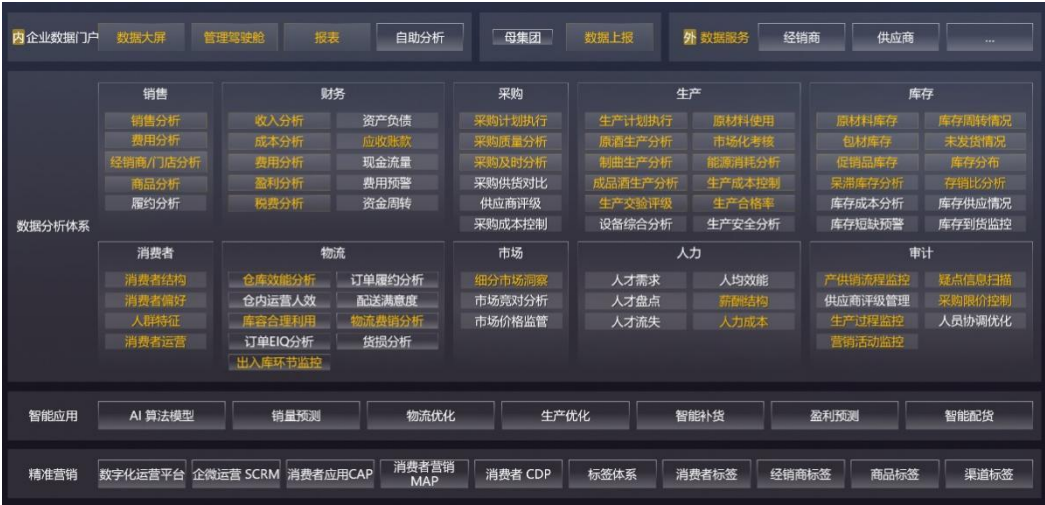 内 企业数据门户 数据大屏 管理驾驶舱 报表 自助分析 母集团 数据上报 外 数据服务 经销商 供应商 ...
数据分析体系
销售
销售分析
费用分析
经销商/门店分析
商品分析
履约分析
财务
收入分析 资产负债
成本分析 应收账款
费用分析 现金流量
盈利分析 费用预警
税费分析 资金周转
采购
采购计划执行
采购质量分析
采购及时分析
采购供货对比
供应商评级
采购成本控制
生产
生产计划执行 原材料使用
原酒生产分析 市场化考核
制曲生产分析 能源消耗分析
成品酒生产分析 生产成本控制
生产交验评级 生产合格率
设备综合分析 生产安全分析
库存
原材料库存 库存周转情况
包材库存 未发货情况
促销品库存 库存分布
呆滞库存分析 存销比分析
库存成本分析 库存供应情况
库存短缺预警 库存到货监控
消费者
消费者结构
消费者偏好
人群特征
消费者运营
物流
仓库效能分析 订单履约分析
仓内运营人效 配送满意度
库容合理利用 物流费销分析
订单EIQ分析 货损分析
出入库环节监控
市场
细分市场洞察
市场竞对分析
市场价格监管
人力
人才需求 人均效能
人才盘点 薪酬结构
人才流失 人力成本
审计
产供销流程监控 疑点信息扫描
供应商评级管理 采购限价控制
生产过程监控 人员协调优化
营销活动监控
智能应用 AI 算法模型 销量预测 物流优化 生产优化 智能补货 盈利预测 智能配货
精准营销 数字化运营平台 企微运营 SCRM 消费者应用CAP 消费者营销
MAP
消费者 CDP 标签体系 消费者标签 经销商标签 商品标签 渠道标签